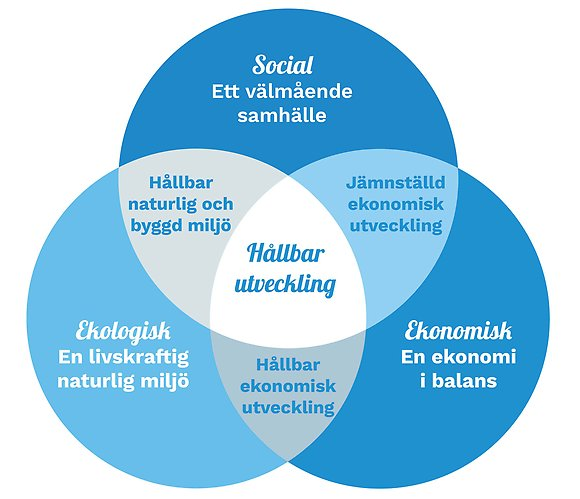 Social
Ett välmående
samhälle
Hållbar
naturlig och
byggd miljö
Jämnställd
ekonomisk
utveckling
Hållbar
utveckling
Ekologisk
En livskraftig
naturlig miljö
Hållbar
ekonomisk
utveckling
Ekonomisk
En ekonomi
i balans